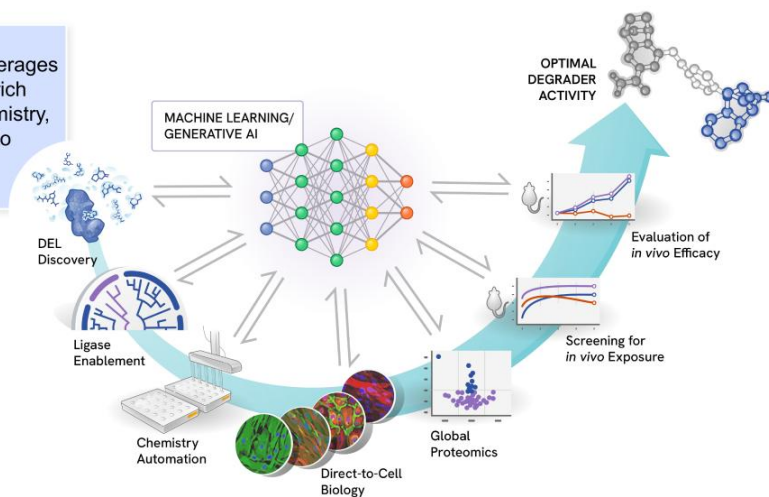 erages
rich
mistry,
o
MACHINE LEARNING/
GENERATIVE AI
OPTIMAL
DEGRADER
ACTIVITY
DEL
Discovery
Ligase
Enablement
Chemistry
Automation
Direct-to-Cell
Biology
Global
Proteomics
Screening for
in vivo Exposure
Evaluation of
in vivo Efficacy